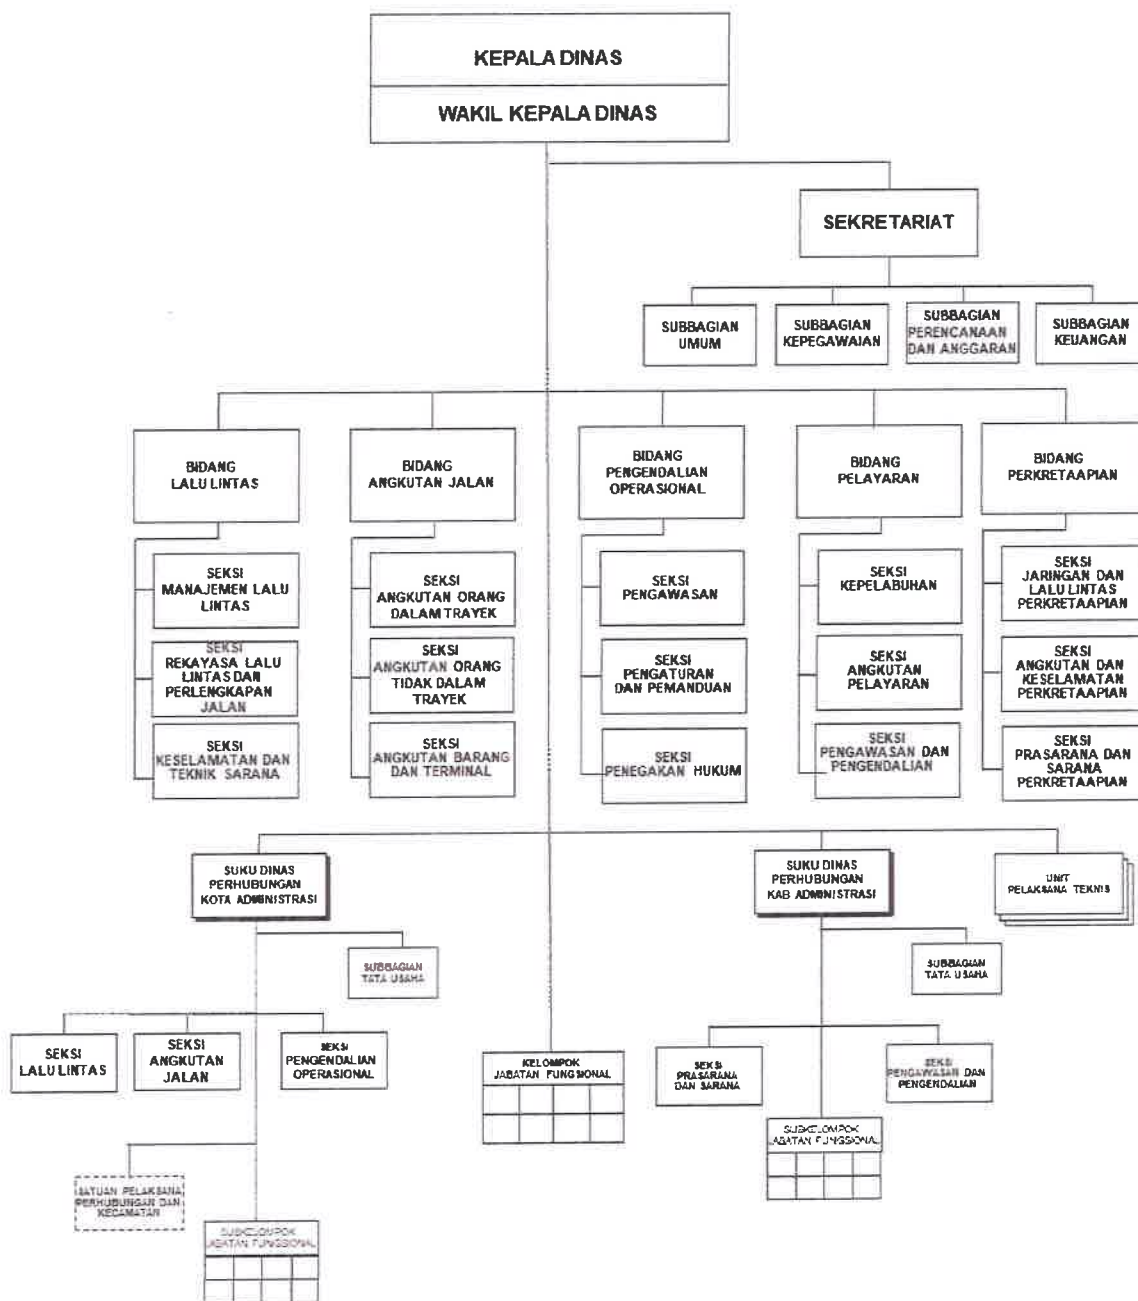 KEPALA DINAS
WAKIL KEPALA DINAS
SEKRETARIAT
SUBBAGIAN
UMUM
SUBBAGIAN
KEPEGAWAIAN
SUBBAGIAN
PERENCANAAN
DAN ANGGARAN
SUBBAGIAN
KEUANGAN
BIDANG
LALU LINTAS
BIDANG
ANGKUTAN JALAN
BIDANG
PENGENDALIAN
OPERASIONAL
BIDANG
PELAYARAN
BIDANG
PERKRETAAPIAN
SEKSI
MANAJEMEN LALU
LINTAS
SEKSI
REKAYASA LALU
LINTAS DAN
PERLENGKAPAN
JALAN
SEKSI
KESELAMATAN DAN
TEKNIK SARANA
SEKSI
ANGKUTAN ORANG
DALAM TRAYEK
SEKSI
ANGKUTAN ORANG
TIDAK DALAM
TRAYEK
SEKSI
ANGKUTAN BARANG
DAN TERMINAL
SEKSI
PENGAWASAN
SEKSI
PENGATURAN
DAN PEMANDUAN
SEKSI
PENEGAKAN HUKUM
SEKSI
KEPELABUHAN
SEKSI
ANGKUTAN
PELAYARAN
SEKSI
PENGAWASAN DAN
PENGENDALIAN
SEKSI
JARINGAN DAN
LALU LINTAS
PERKRETAAPIAN
SEKSI
ANGKUTAN DAN
KESELAMATAN
PERKRETAAPIAN
SEKSI
PRASARANA DAN
SARANA
PERKRETAAPIAN
SUKU DINAS
PERHUBUNGAN
KOTA ADMINISTRASI
SUKU DINAS
PERHUBUNGAN
KAB ADMINISTRASI
UNIT
PELAKSANA TEKNIS
SUBBAGIAN
TATA USAHA
SEKSI
LALU LINTAS
SEKSI
ANGKUTAN
JALAN
SEKSI
PENGENDALIAN
OPERASIONAL
SATUAN PELAKSANA
PERHUBUNGAN DAN
KECAMATAN
SUBKELOMPOK
JABATAN FUNGSIONAL
KELOMPOK
JABATAN FUNGSIONAL
SUBBAGIAN
TATA USAHA
SEKSI
PRASARANA
DAN SARANA
SEKSI
PENGAWASAN DAN
PENGENDALIAN
SUBKELOMPOK
JABATAN FUNGSIONAL